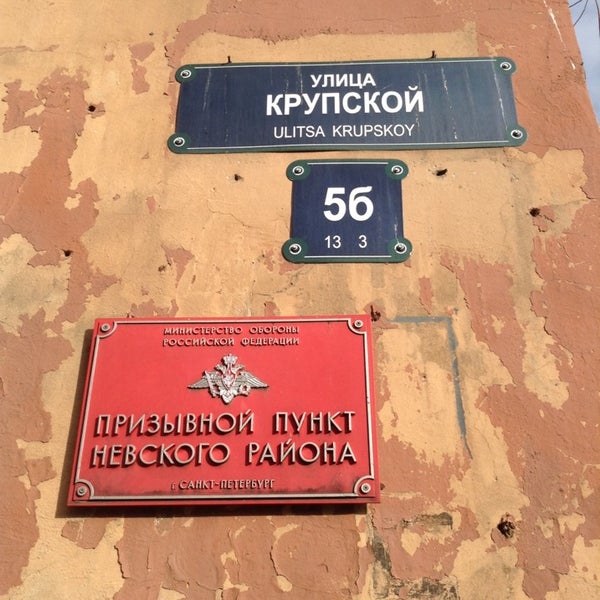 УЛИЦА
КРУПСКОЙ
ULITSA KRUPSKOY
5б
13 3
МИНИСТЕРСТВО ОБОРОНЫ
РОССИЙСКОЙ ФЕДЕРАЦИИ
ПРИЗЫВНОЙ ПУНКТ
НЕВСКОГО РАЙОНА
г САНКТ-ПЕТЕРБУРГ